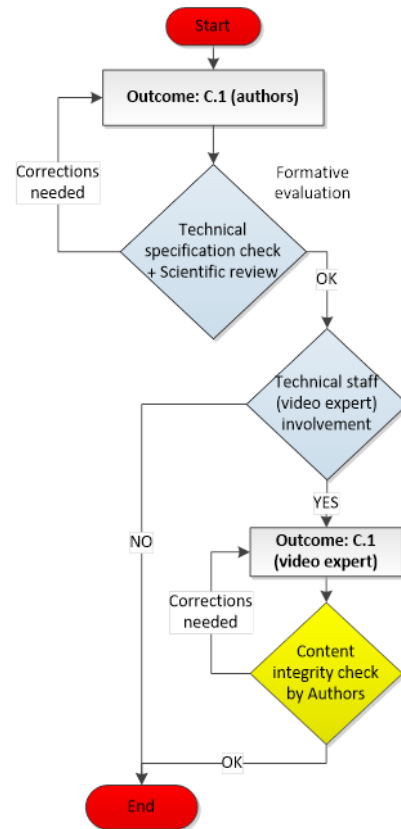 Start
Outcome: C.1 (authors)
Corrections
needed
Formative
evaluation
Technical
specification check
+ Scientific review
OK
Technical staff
(video expert)
involvement
YES
NO
Outcome: C.1
(video expert)
Corrections
needed
Content
integrity check
by Authors
OK
End